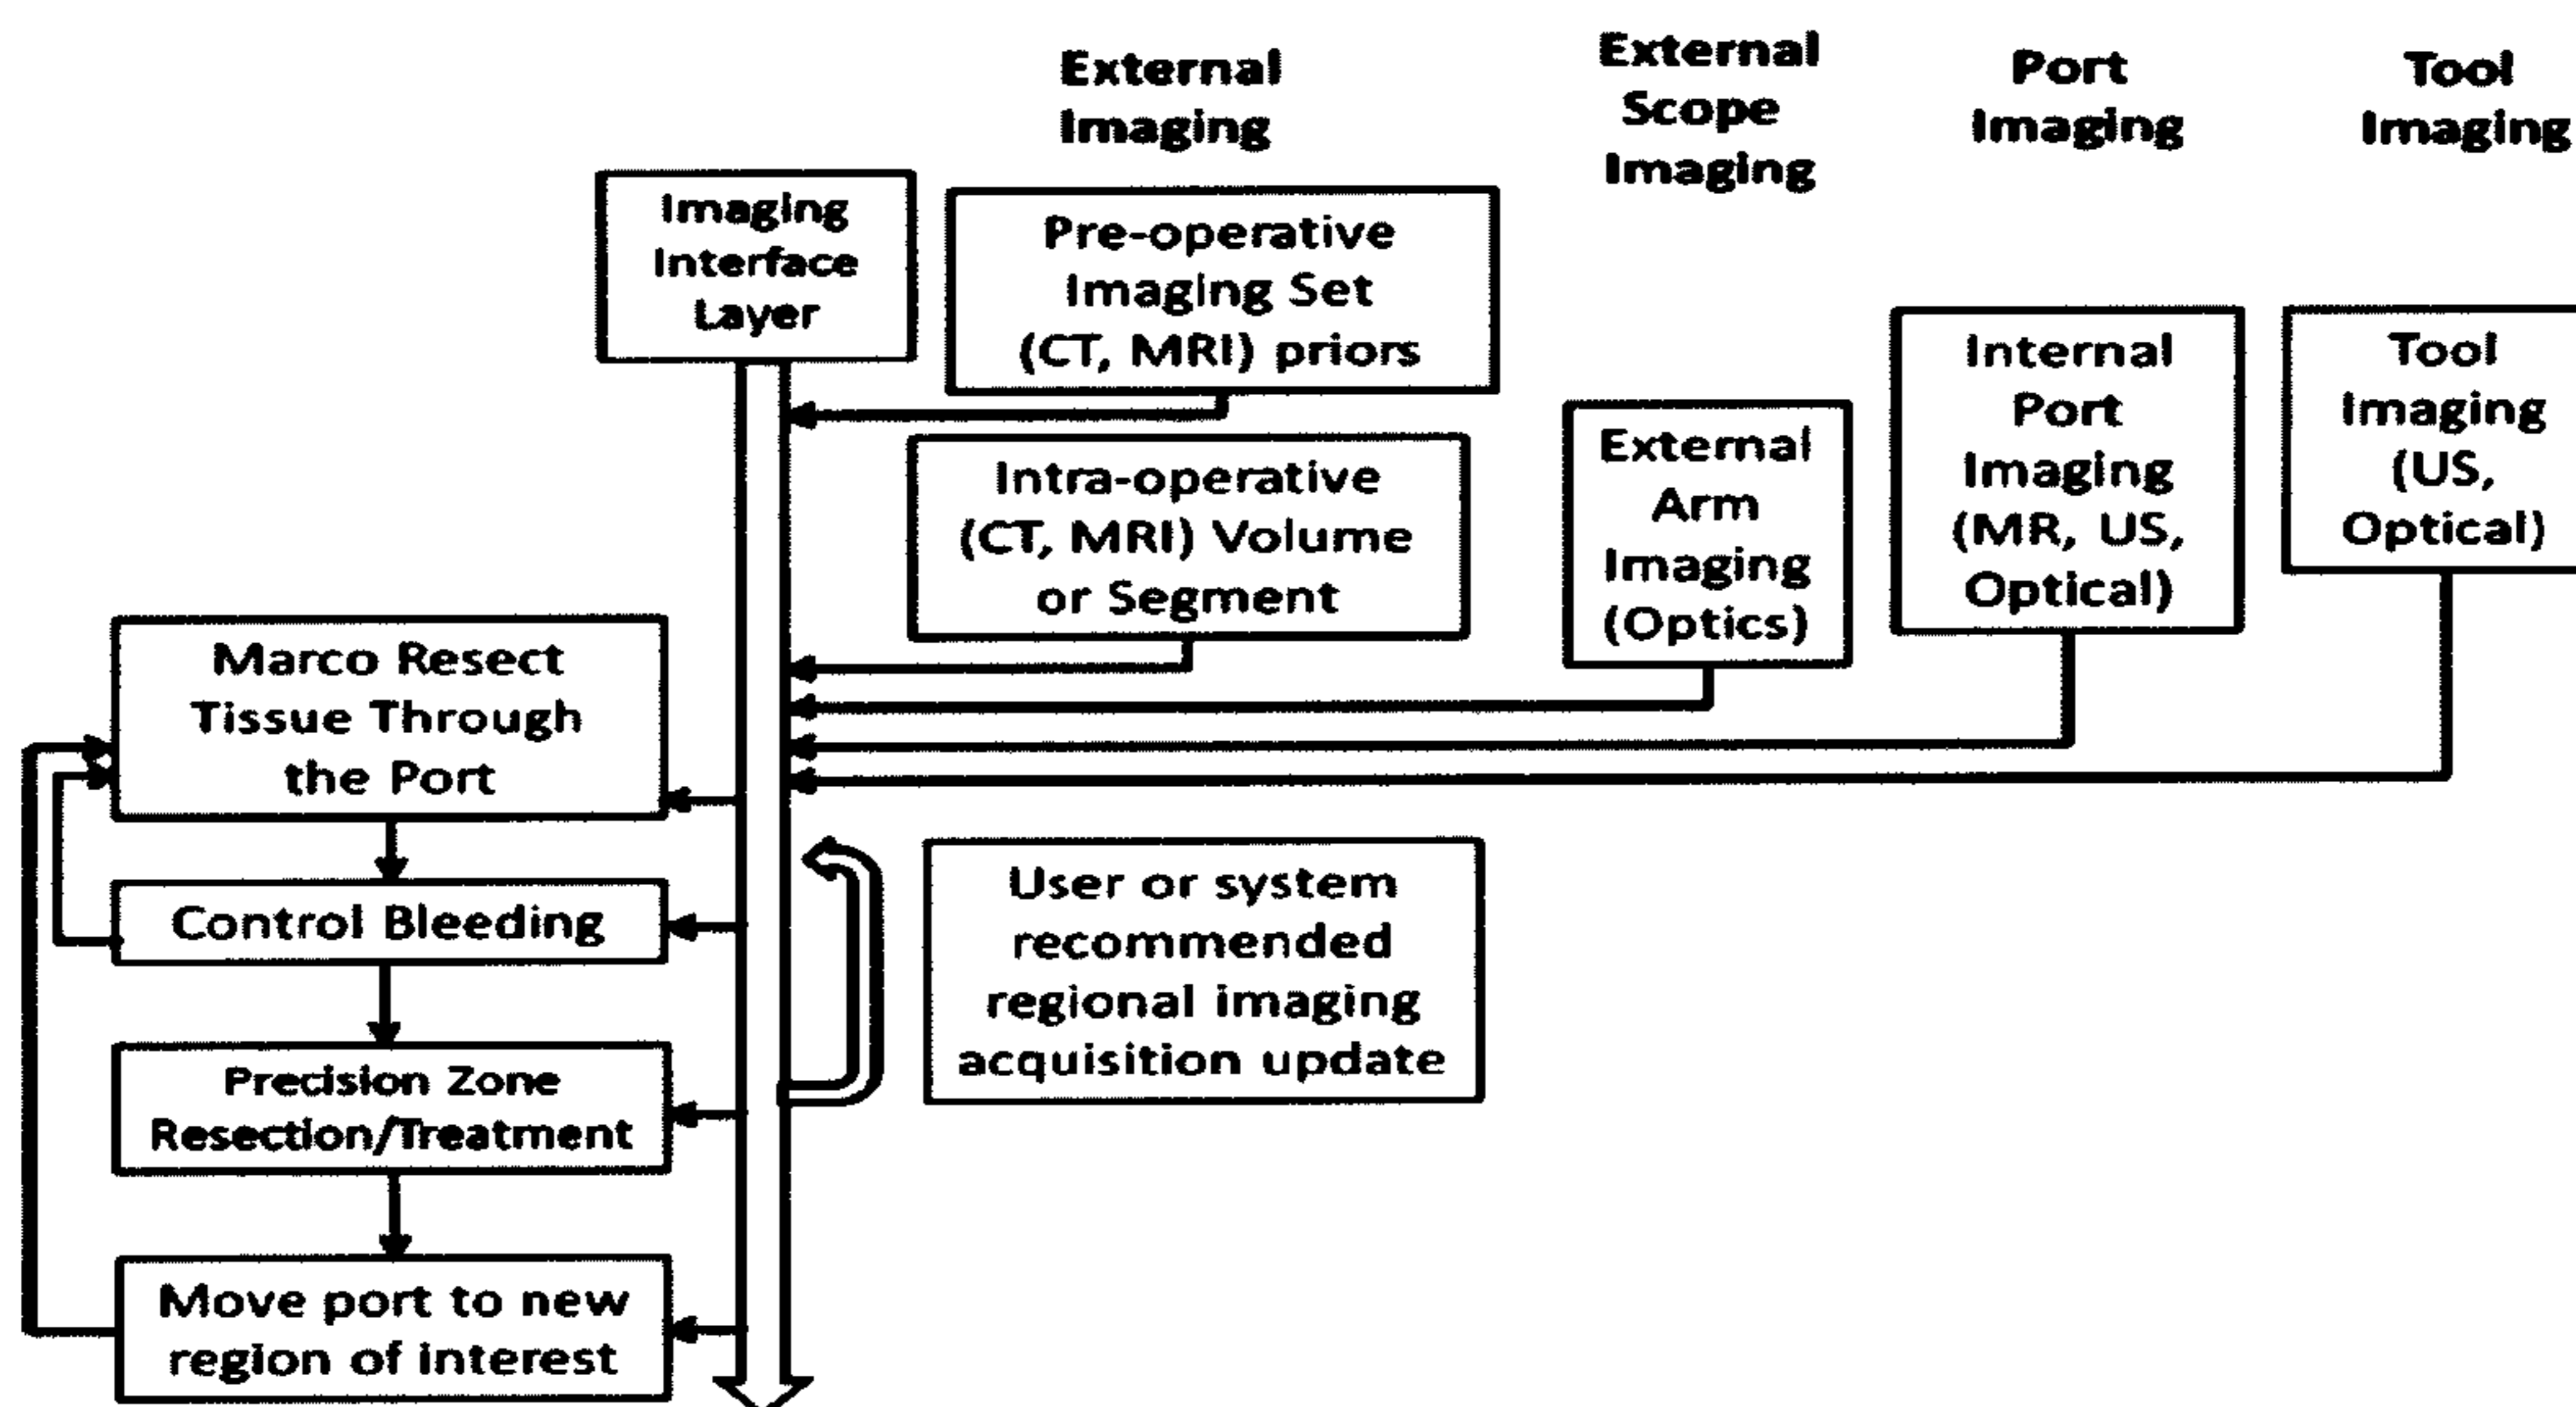 External
Imaging
External
Scope
Imaging
Port
Imaging
Tool
Imaging
Imaging
Interface
Layer
Pre-operative
Imaging Set
(CT, MRI) priors
Intra-operative
(CT, MRI) Volume
or Segment
External
Arm
Imaging
(Optics)
Internal
Port
Imaging
(MR, US,
Optical)
Tool
Imaging
(US,
Optical)
Marco Resect
Tissue Through
the Port
Control Bleeding
Precision Zone
Resection/Treatment
Move port to new
region of interest
User or system
recommended
regional imaging
acquisition update